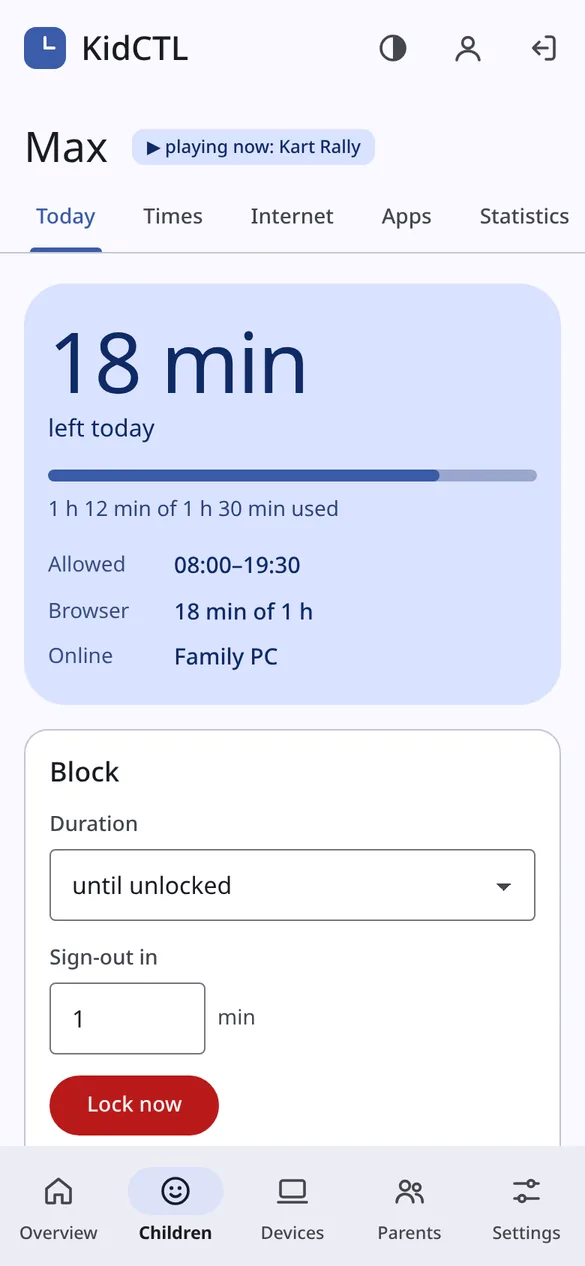 KidCTL
Max ▶ playing now: Kart Rally
Today Times Internet Apps Statistics
18 min
left today
1 h 12 min of 1 h 30 min used
Allowed 08:00–19:30
Browser 18 min of 1 h
Online Family PC
Block
Duration
until unlocked
Sign-out in
1 min
Lock now
Overview Children Devices Parents Settings